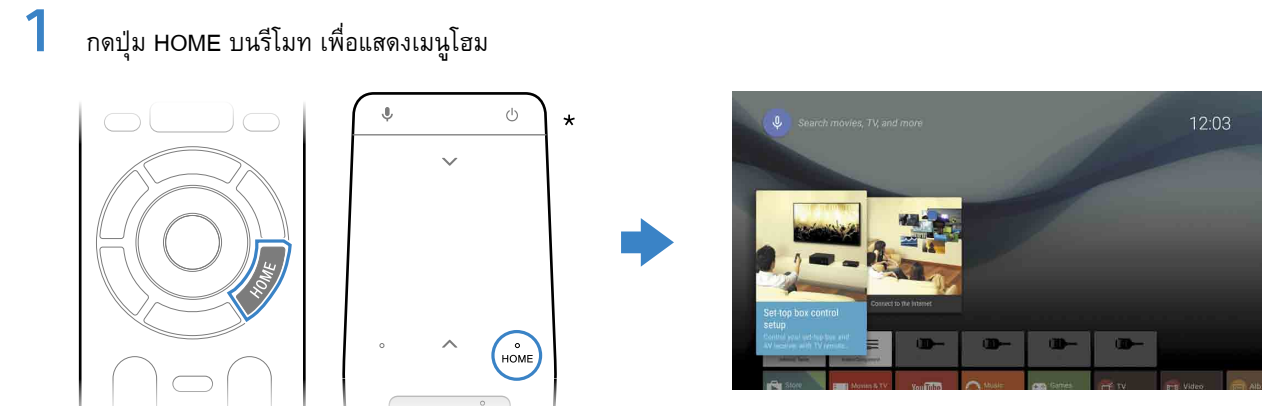 1
กดปุ่ม HOME บนรีโมท เพื่อแสดงเมนูโฮม
HOME
*
HOME
Search movies, TV, and more
12:03
Set-top box control
setup
Control your set-top box and
AV receiver with TV remote...
Connect to the Internet
Store
Movies & TV
YouTube
Music
Games
TV
Video
Alb